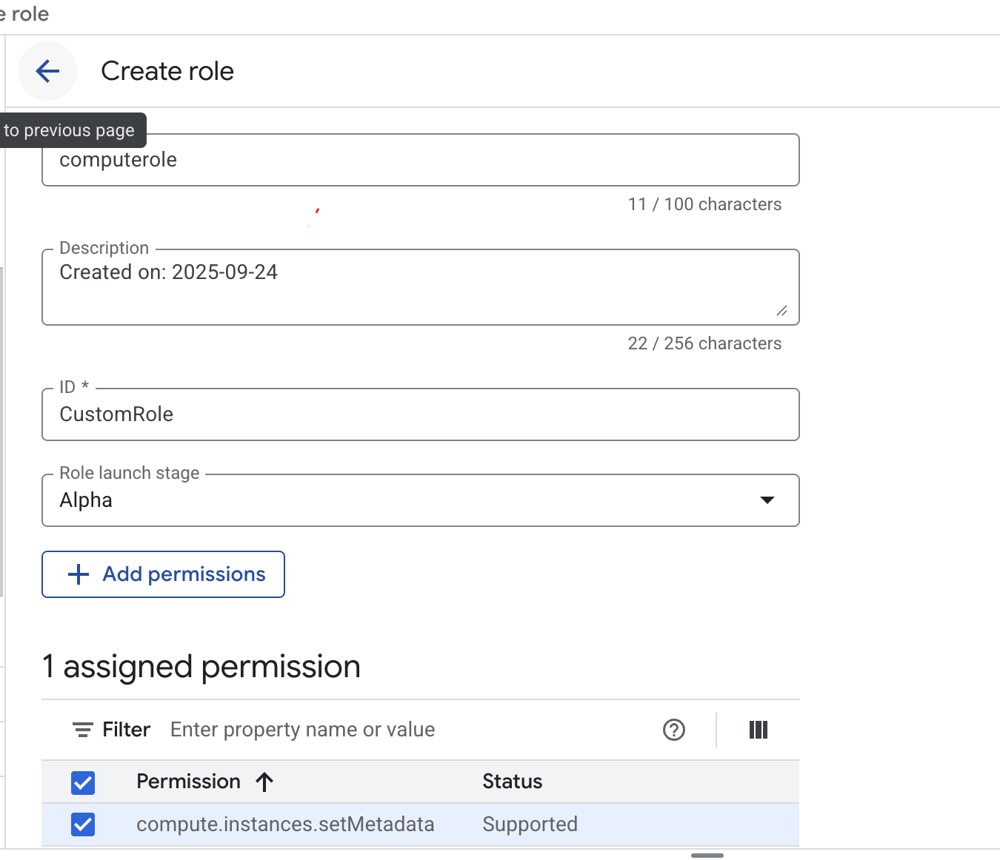 e role
Create role
to previous page
computerole
11 / 100 characters
Description
Created on: 2025-09-24
22 / 256 characters
ID *
CustomRole
Role launch stage
Alpha
Add permissions
1 assigned permission
Filter Enter property name or value
Permission Status
compute.instances.setMetadata Supported